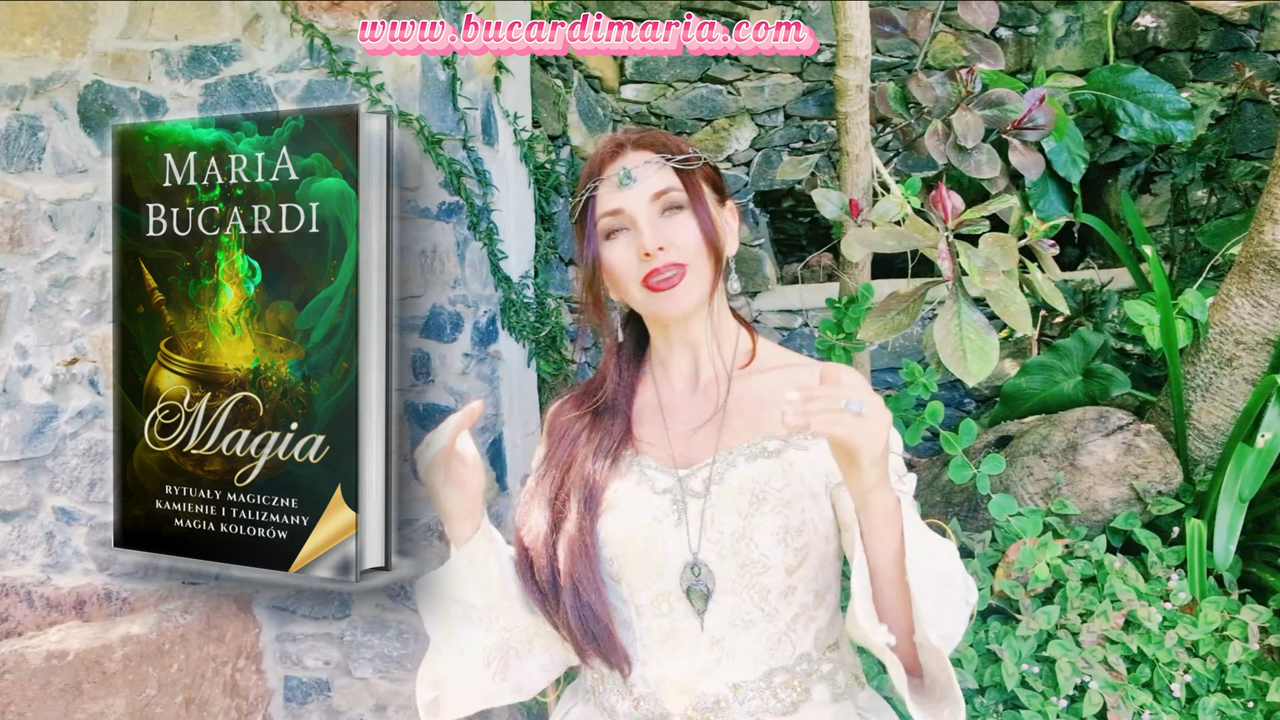 www.bucardimaria.com
MARIA
BUCARDI
Magia
RYTUAŁY MAGICZNE
KAMIENIE I TALIZMANY
MAGIA KOLORÓW